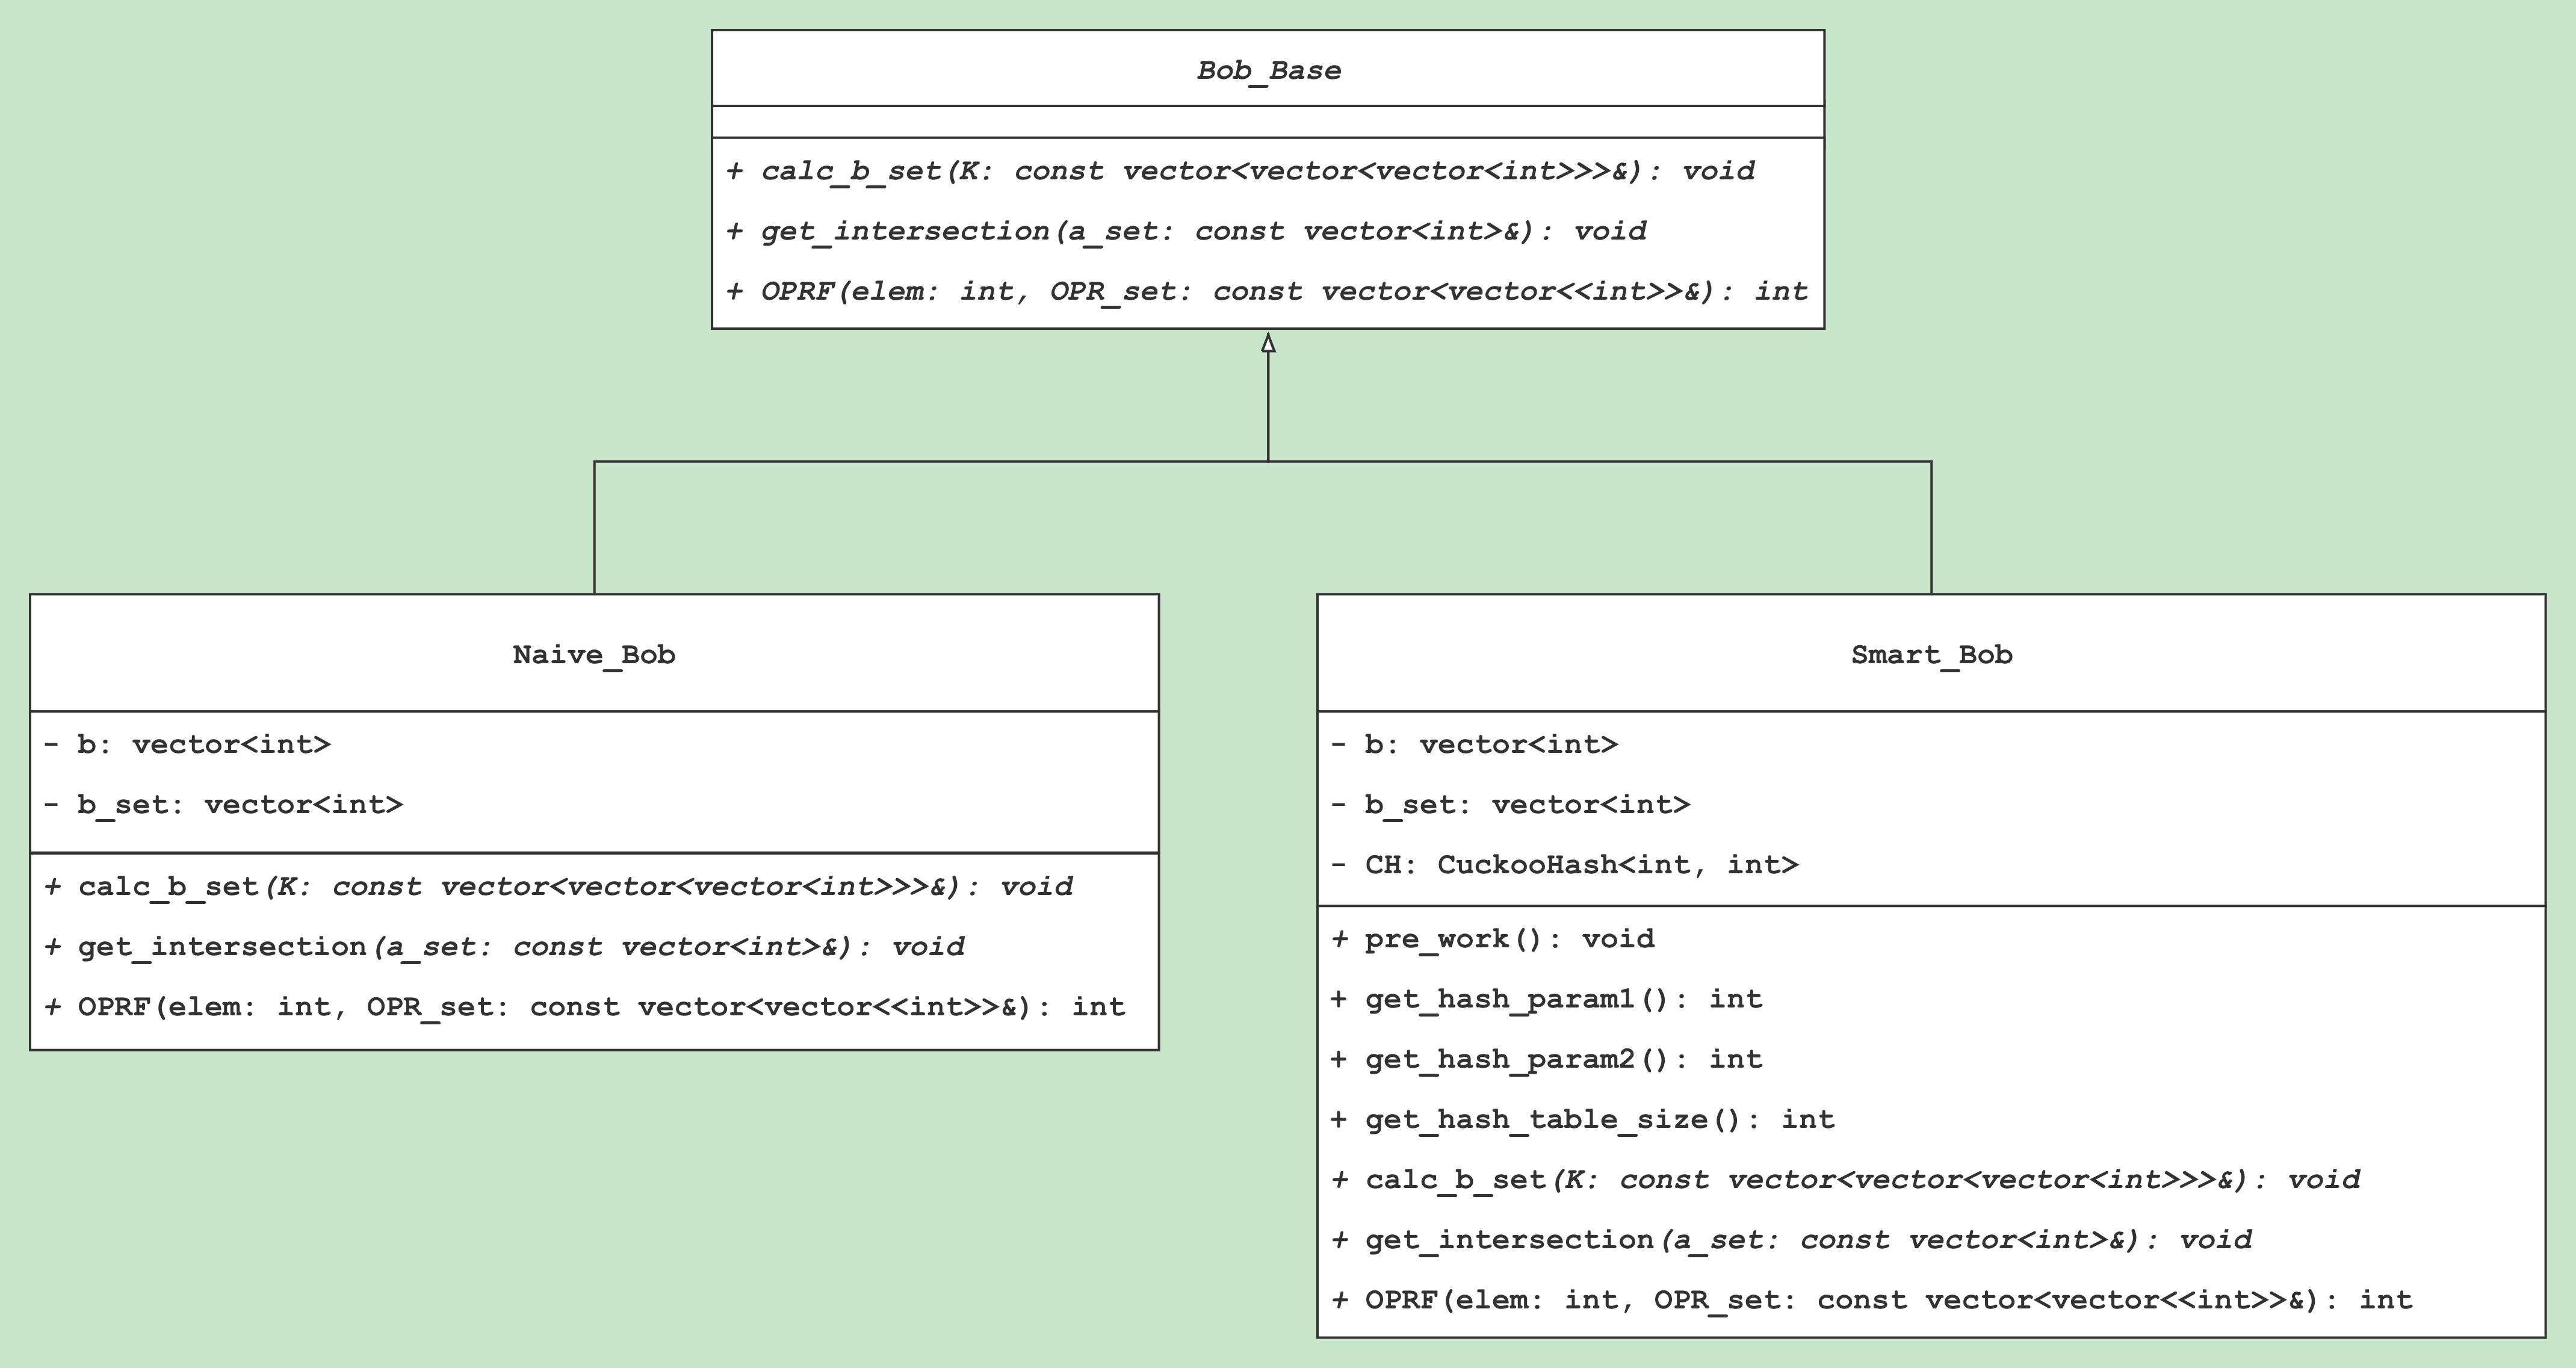 Bob_Base
+ calc_b_set(K: const vector<vector<vector<int>>>&): void
+ get_intersection(a_set: const vector<int>&): void
+ OPRF(elem: int, OPR_set: const vector<vector<<int>>&): int
Naive_Bob
- b: vector<int>
- b_set: vector<int>
+ calc_b_set(K: const vector<vector<vector<int>>>&): void
+ get_intersection(a_set: const vector<int>&): void
+ OPRF(elem: int, OPR_set: const vector<vector<<int>>&): int
Smart_Bob
- b: vector<int>
- b_set: vector<int>
- CH: CuckooHash<int, int>
+ pre_work(): void
+ get_hash_param1(): int
+ get_hash_param2(): int
+ get_hash_table_size(): int
+ calc_b_set(K: const vector<vector<vector<int>>>&): void
+ get_intersection(a_set: const vector<int>&): void
+ OPRF(elem: int, OPR_set: const vector<vector<<int>>&): int